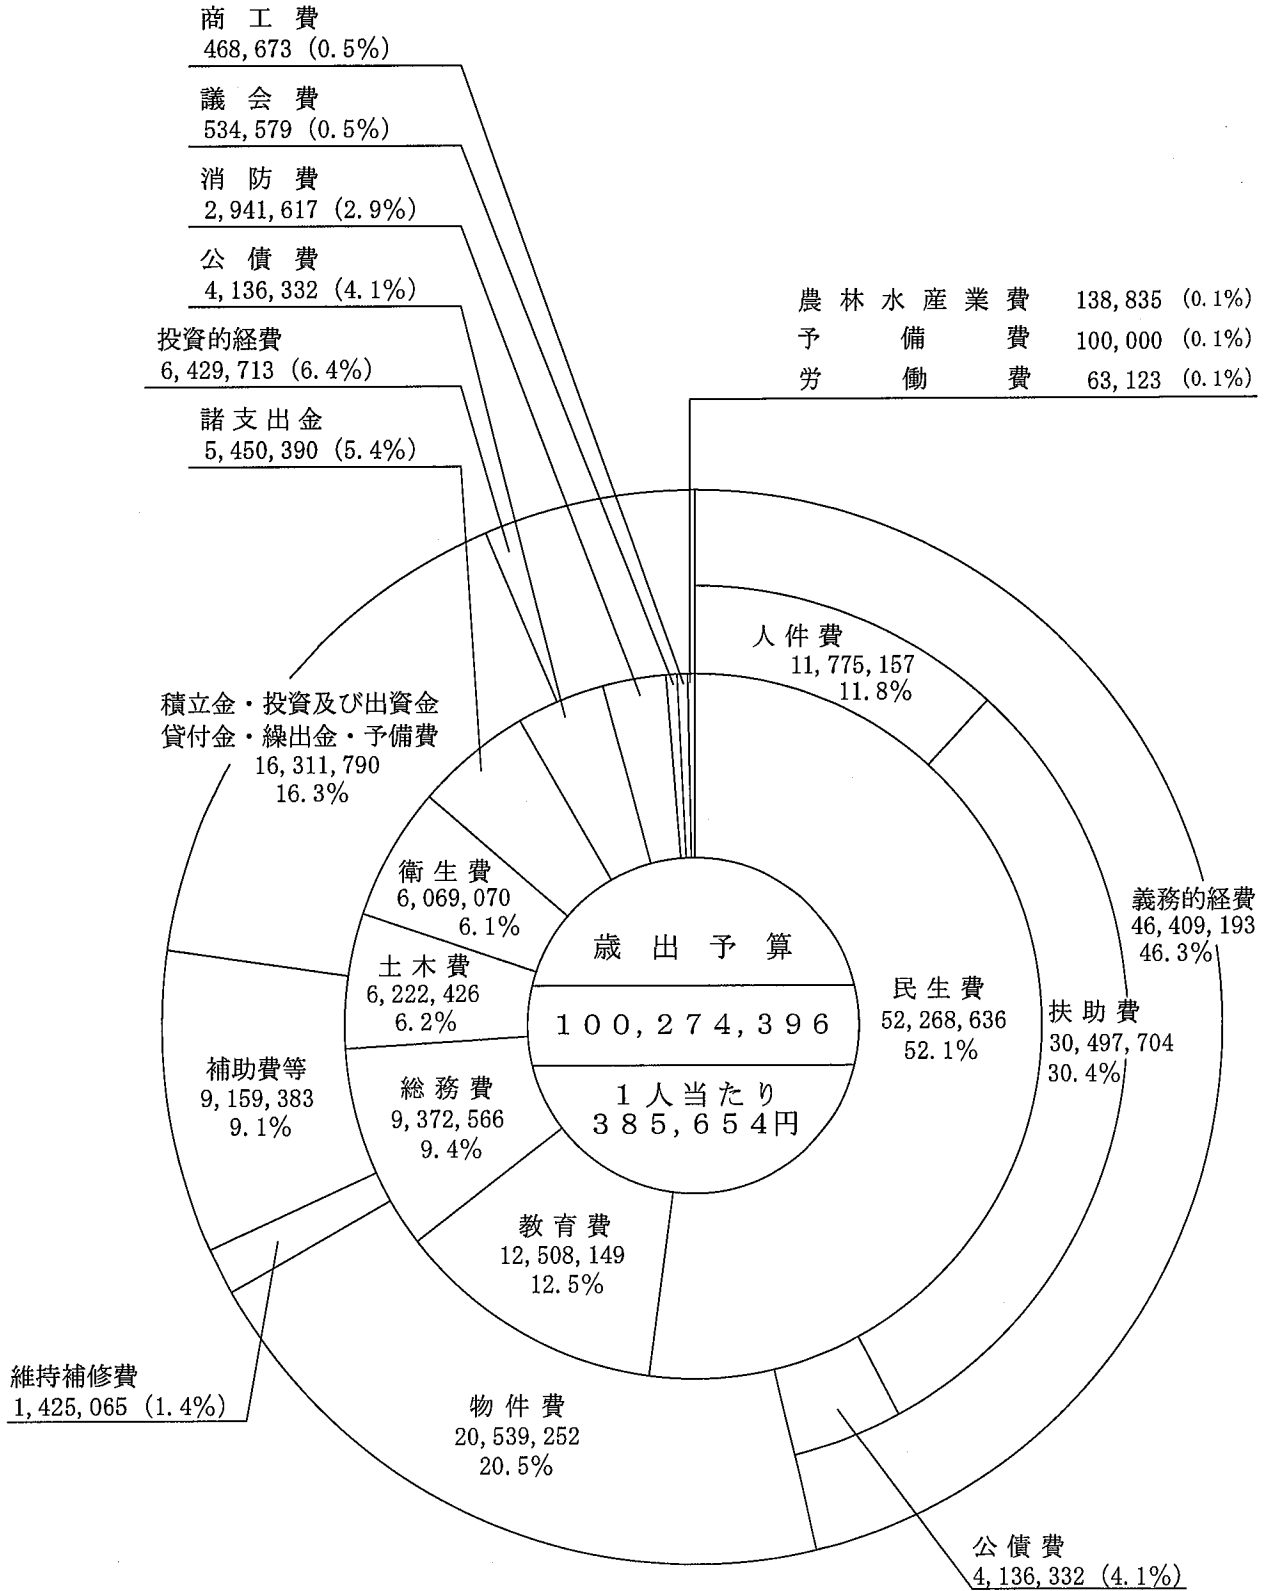 商工費
468,673 (0.5%)
議会費
534,579 (0.5%)
消防費
2,941,617 (2.9%)
公債費
4,136,332 (4.1%)
投資的経費
6,429,713 (6.4%)
諸支出金
5,450,390 (5.4%)
農林水産業費 138,835 (0.1%)
予備費 100,000 (0.1%)
労働費 63,123 (0.1%)
人件費
11,775,157
11.8%
積立金・投資及び出資金
貸付金・繰出金・予備費
16,311,790
16.3%
衛生費
6,069,070
6.1%
土木費
6,222,426
6.2%
歳出予算
100,274,396
1人当たり
385,654円
民生費
52,268,636
52.1%
扶助費
30,497,704
30.4%
義務的経費
46,409,193
46.3%
補助費等
9,159,383
9.1%
総務費
9,372,566
9.4%
教育費
12,508,149
12.5%
維持補修費
1,425,065 (1.4%)
物件費
20,539,252
20.5%
公債費
4,136,332 (4.1%)